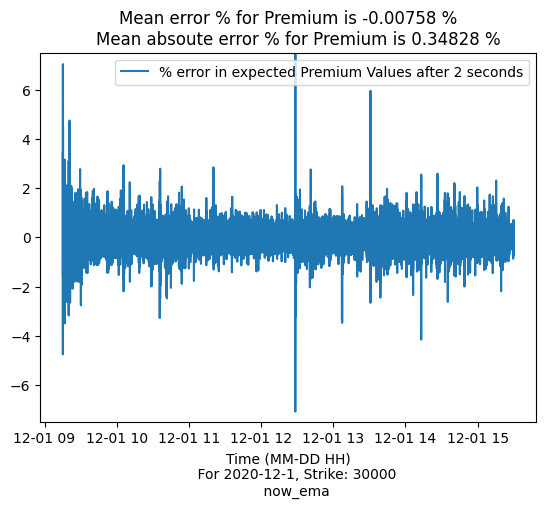 Mean error % for Premium is -0.00758 %
Mean absoute error % for Premium is 0.34828 %
% error in expected Premium Values after 2 seconds
6
4
2
0
−2
−4
−6
12-01 09 12-01 10 12-01 11 12-01 12 12-01 13 12-01 14 12-01 15
Time (MM-DD HH)
For 2020-12-1, Strike: 30000
now_ema